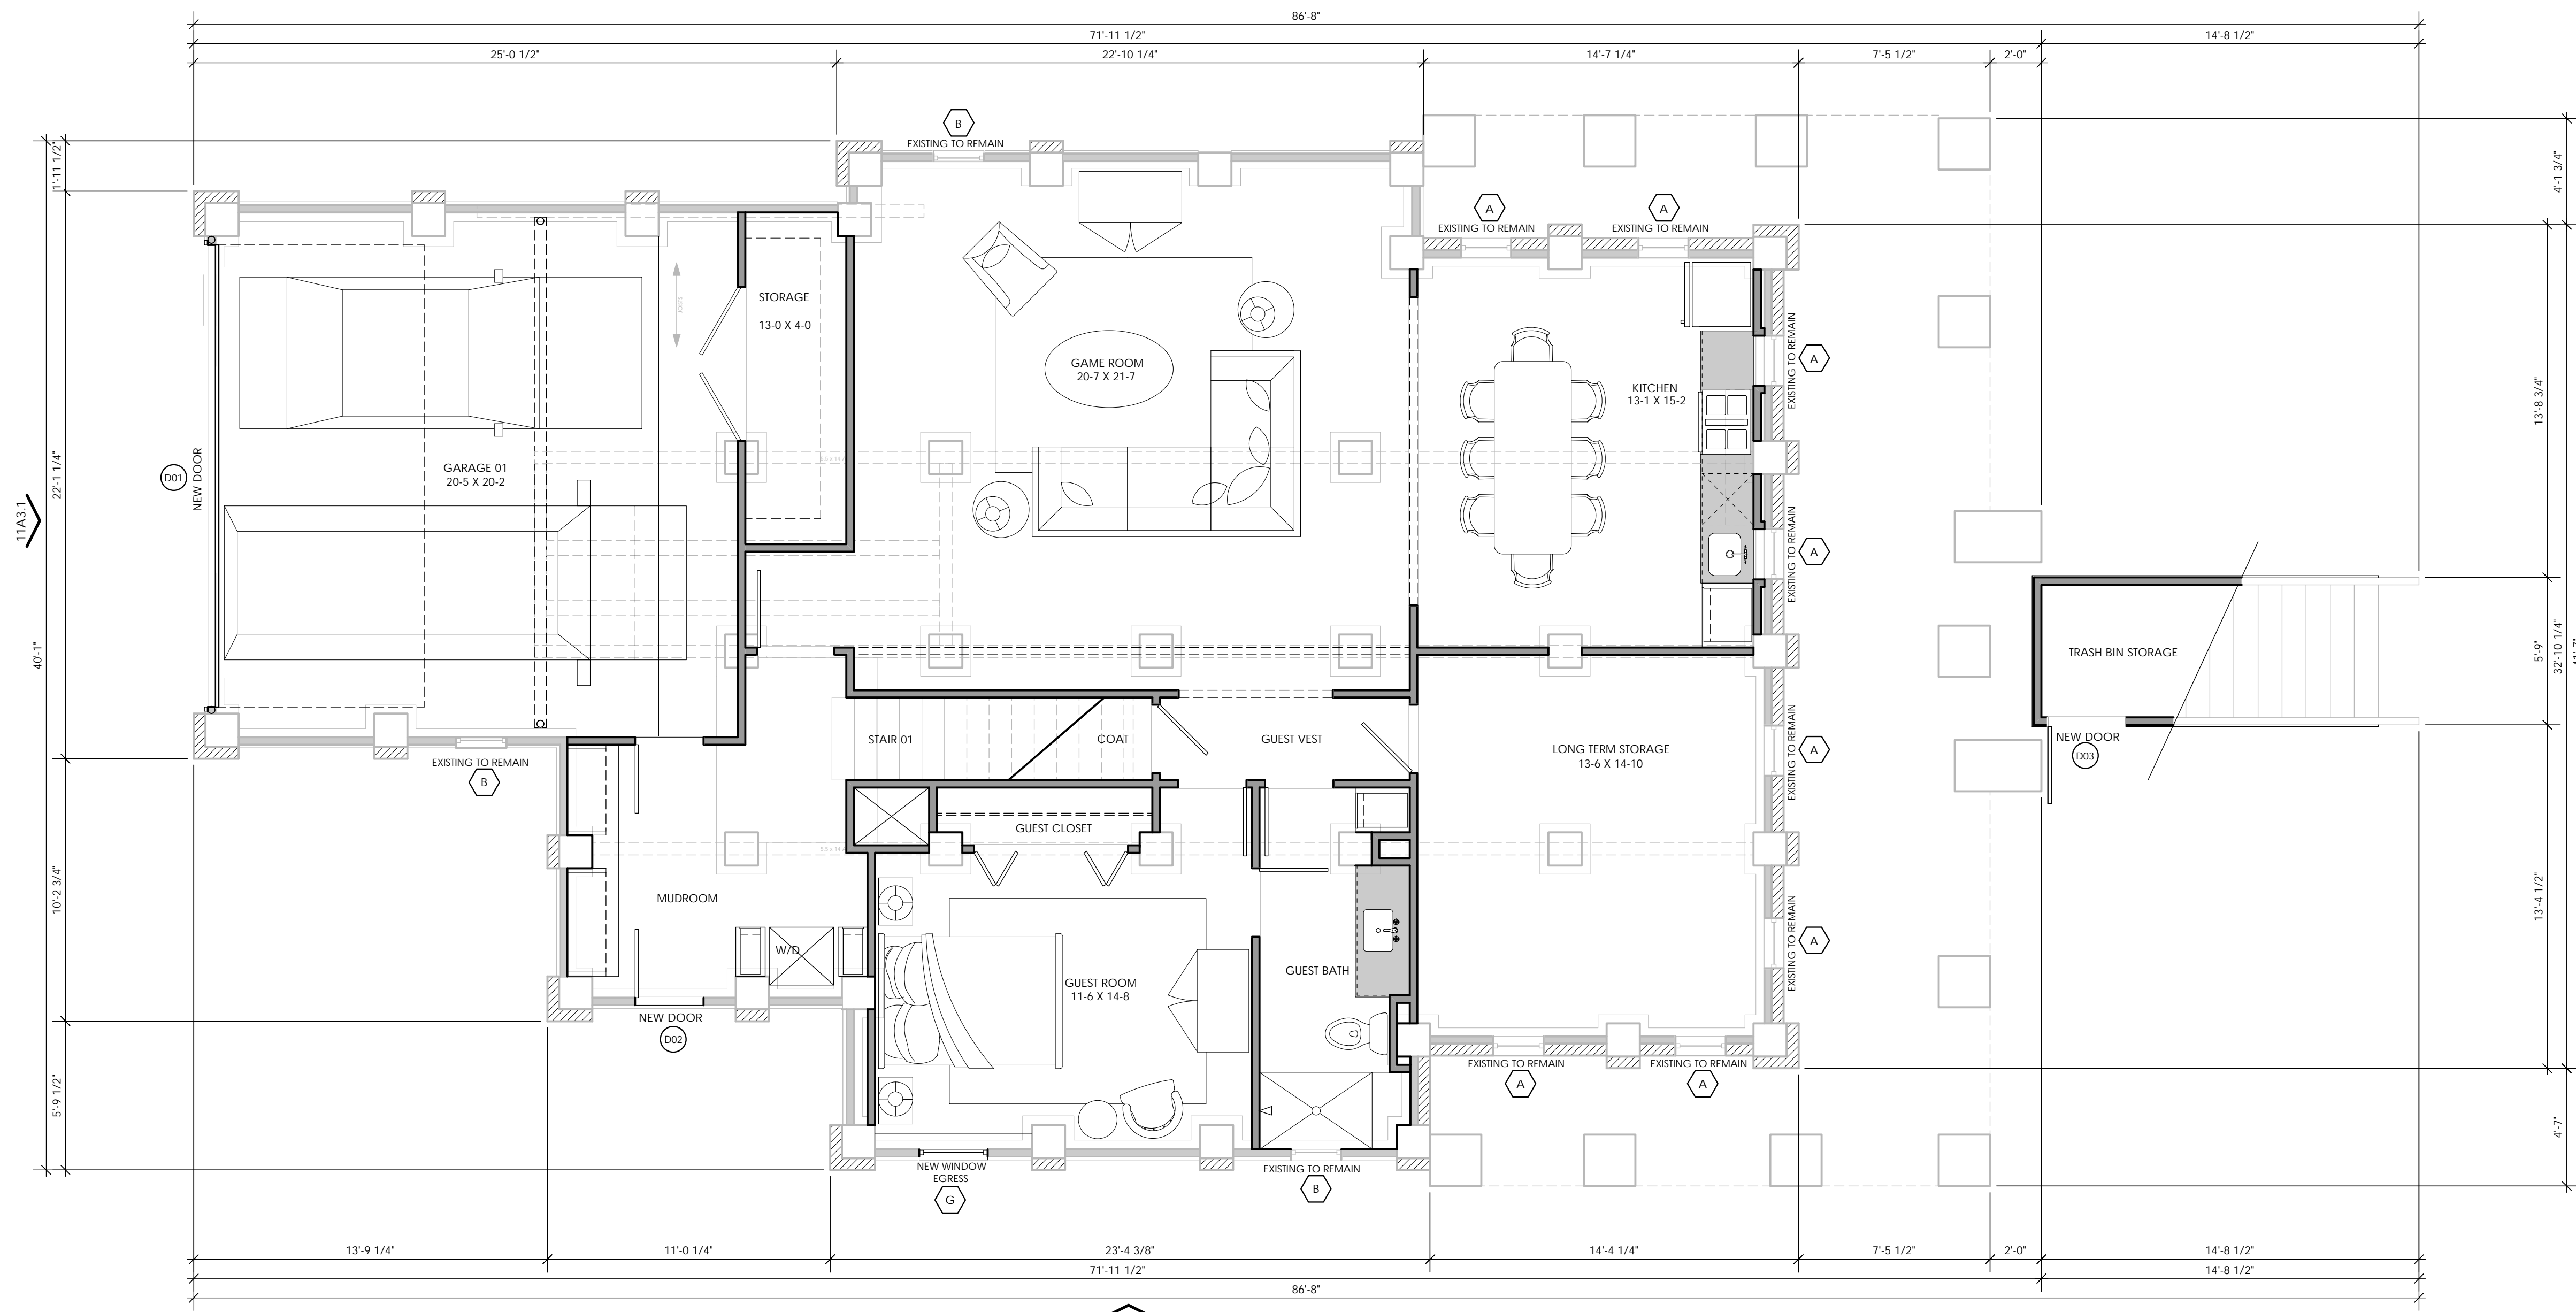 86'-8"
71'-11 1/2"
14'-8 1/2"
25'-0 1/2"
22'-10 1/4"
14'-7 1/4"
7'-5 1/2"
2'-0"
B
EXISTING TO REMAIN
1'-11 1/2"
4'-1 3/4"
A
EXISTING TO REMAIN
A
EXISTING TO REMAIN
STORAGE
13-0 X 4-0
JOISTS
GAME ROOM
20-7 X 21-7
KITCHEN
13-1 X 15-2
EXISTING TO REMAIN
A
13'-8 3/4"
GARAGE 01
20-5 X 20-2
D01
NEW DOOR
22'-1 1/4"
11A3.1
40'-1"
EXISTING TO REMAIN
A
TRASH BIN STORAGE
5'-9"
32'-10 1/4"
NEW DOOR
D03
STAIR 01
COAT
GUEST VEST
LONG TERM STORAGE
13-6 X 14-10
EXISTING TO REMAIN
A
EXISTING TO REMAIN
B
GUEST CLOSET
MUDROOM
W/D
10'-2 3/4"
13'-4 1/2"
EXISTING TO REMAIN
A
GUEST ROOM
11-6 X 14-8
GUEST BATH
NEW DOOR
D02
EXISTING TO REMAIN
A
EXISTING TO REMAIN
A
5'-9 1/2"
4'-7"
NEW WINDOW
EGRESS
G
EXISTING TO REMAIN
B
13'-9 1/4"
11'-0 1/4"
23'-4 3/8"
14'-4 1/4"
7'-5 1/2"
2'-0"
14'-8 1/2"
71'-11 1/2"
14'-8 1/2"
86'-8"